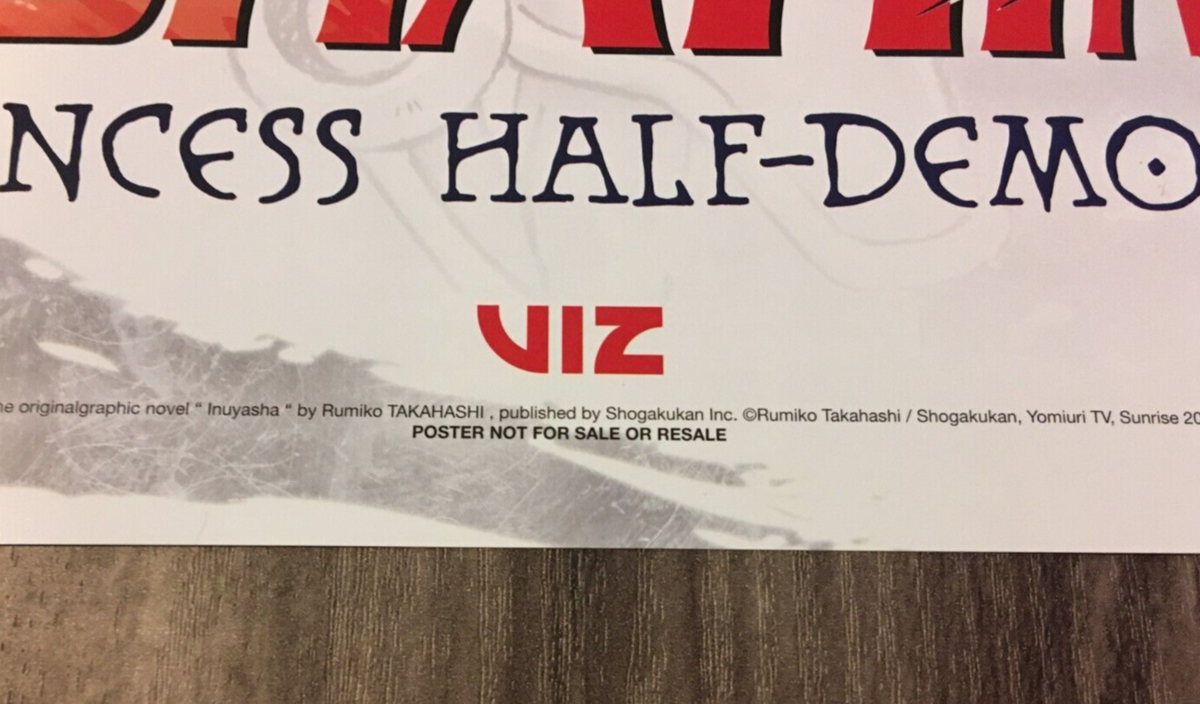 NCESS HALF-DEMO
VIZ
he originalgraphic novel “ Inuyasha “ by Rumiko TAKAHASHI , published by Shogakukan Inc. ©Rumiko Takahashi / Shogakukan, Yomiuri TV, Sunrise 20
POSTER NOT FOR SALE OR RESALE